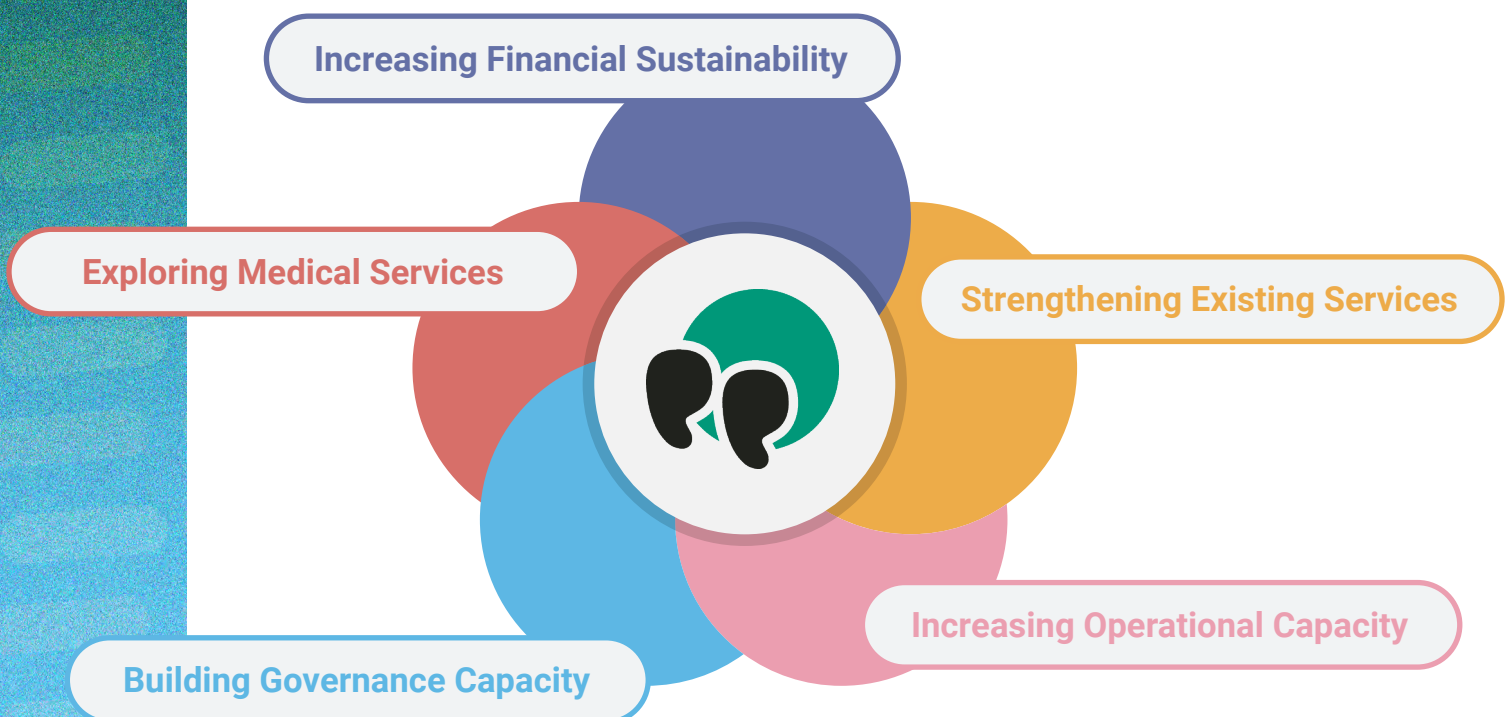 Increasing Financial Sustainability
Exploring Medical Services
Strengthening Existing Services
Increasing Operational Capacity
Building Governance Capacity